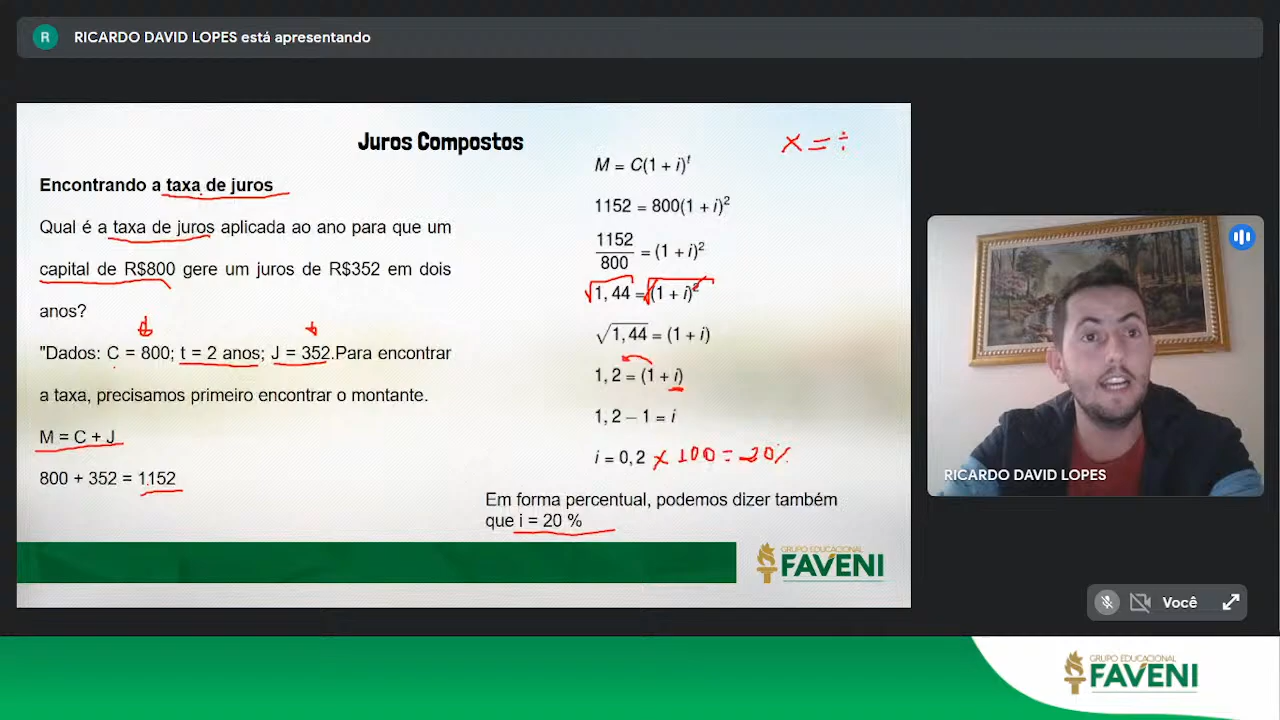 R
RICARDO DAVID LOPES está apresentando
Juros Compostos
Encontrando a taxa de juros
Qual é a taxa de juros aplicada ao ano para que um
capital de R$800 gere um juros de R$352 em dois
anos?
"Dados: C = 800; t = 2 anos; J = 352.Para encontrar
a taxa, precisamos primeiro encontrar o montante.
M = C + J
800 + 352 = 1152
x = ÷
M = C(1 + i)^t
1152 = 800(1 + i)²
1152/800 = (1 + i)²
√1, 44 = √(1 + i)²
√1, 44 = (1 + i)
1, 2 = (1 + i)
1, 2 − 1 = i
i = 0, 2 x 100 = 20%
Em forma percentual, podemos dizer também
que i = 20 %
GRUPO EDUCACIONAL
FAVENI
RICARDO DAVID LOPES
Você
GRUPO EDUCACIONAL
FAVENI